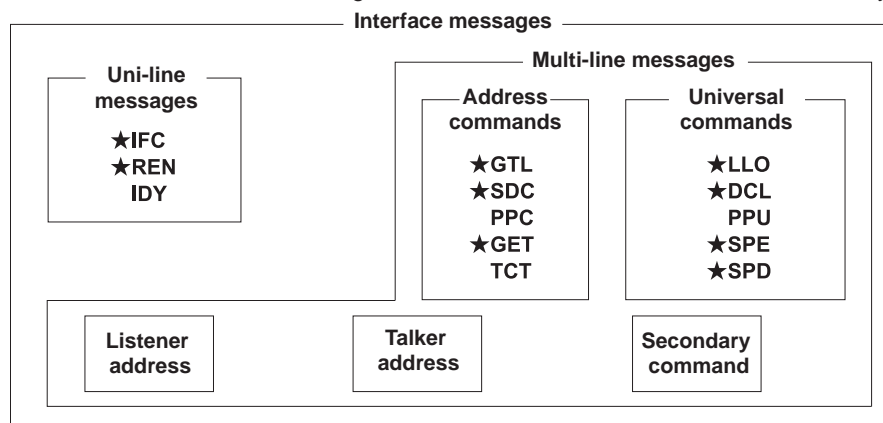 Interface messages
Uni-line
messages
★IFC
★REN
IDY
Multi-line messages
Address
commands
★GTL
★SDC
PPC
★GET
TCT
Universal
commands
★LLO
★DCL
PPU
★SPE
★SPD
Listener
address
Talker
address
Secondary
command